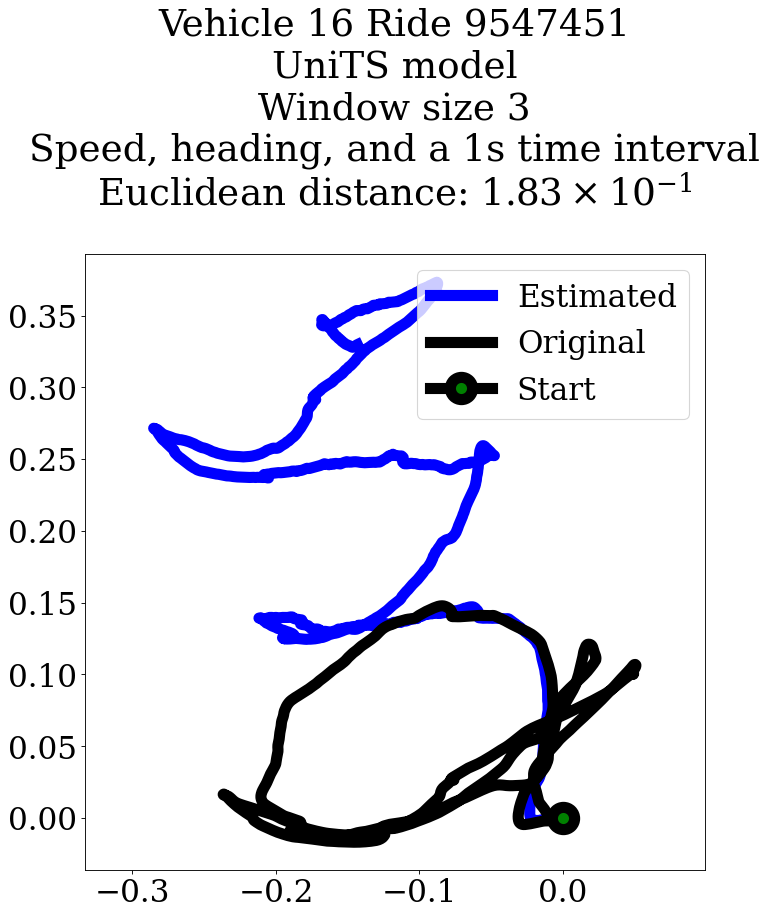 Vehicle 16 Ride 9547451
UniTS model
Window size 3
Speed, heading, and a 1s time interval
Euclidean distance: 1.83 × 10⁻¹
Estimated
Original
Start
0.35
0.30
0.25
0.20
0.15
0.10
0.05
0.00
−0.3
−0.2
−0.1
0.0